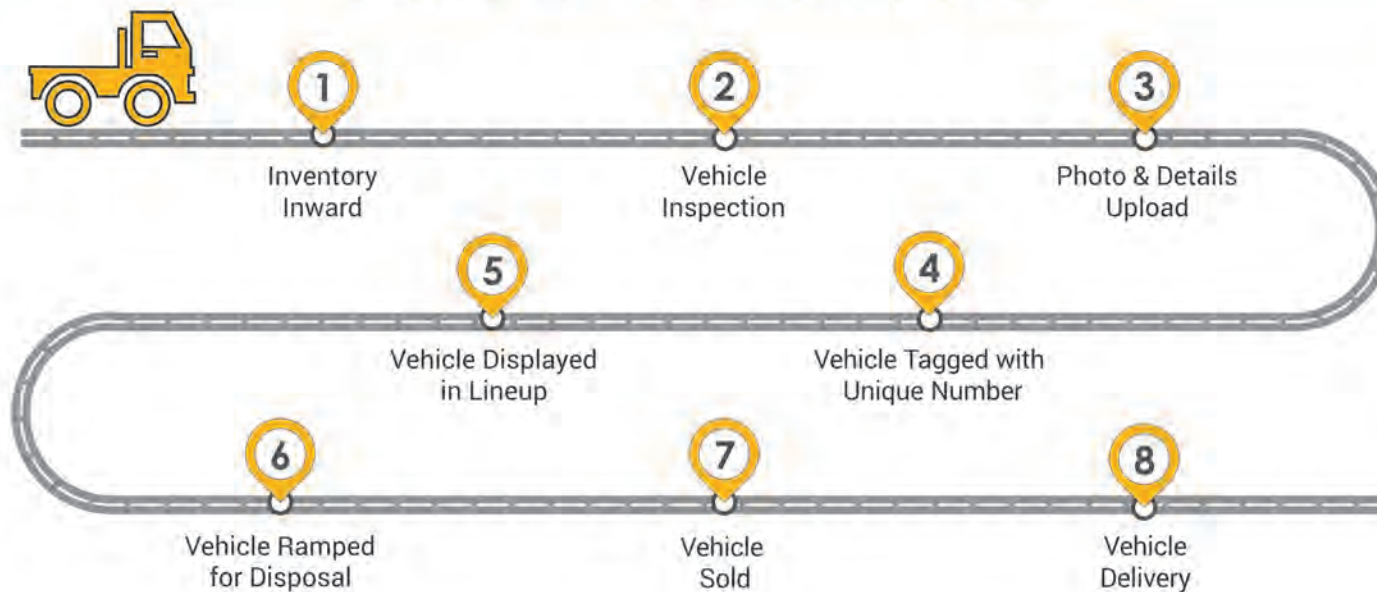 1
2
3
Inventory
Inward
Vehicle
Inspection
Photo & Details
Upload
4
Vehicle Tagged with
Unique Number
5
Vehicle Displayed
in Lineup
6
Vehicle Ramped
for Disposal
7
Vehicle
Sold
8
Vehicle
Delivery